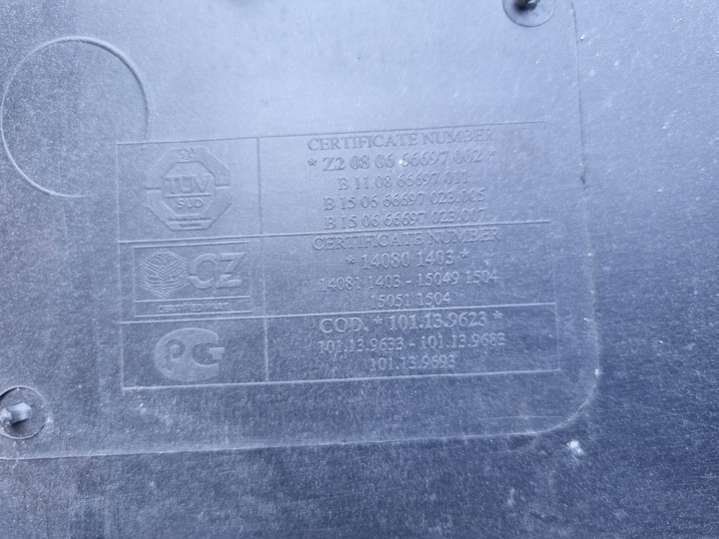 TÜV
SÜD
CERTIFICATE NUMBER
* Z2 08 06 66697 002 *
B 11 08 66697 011
B 15 06 66697 023.005
B 15 06 66697 023.007
OZ
CERTIFICATE NUMBER
* 14080 1403 *
14081 1403 - 15049 1504
15051 1504
PG
COD. * 101.13.9623 *
101.13.9633 - 101.13.9683
101.13.9693